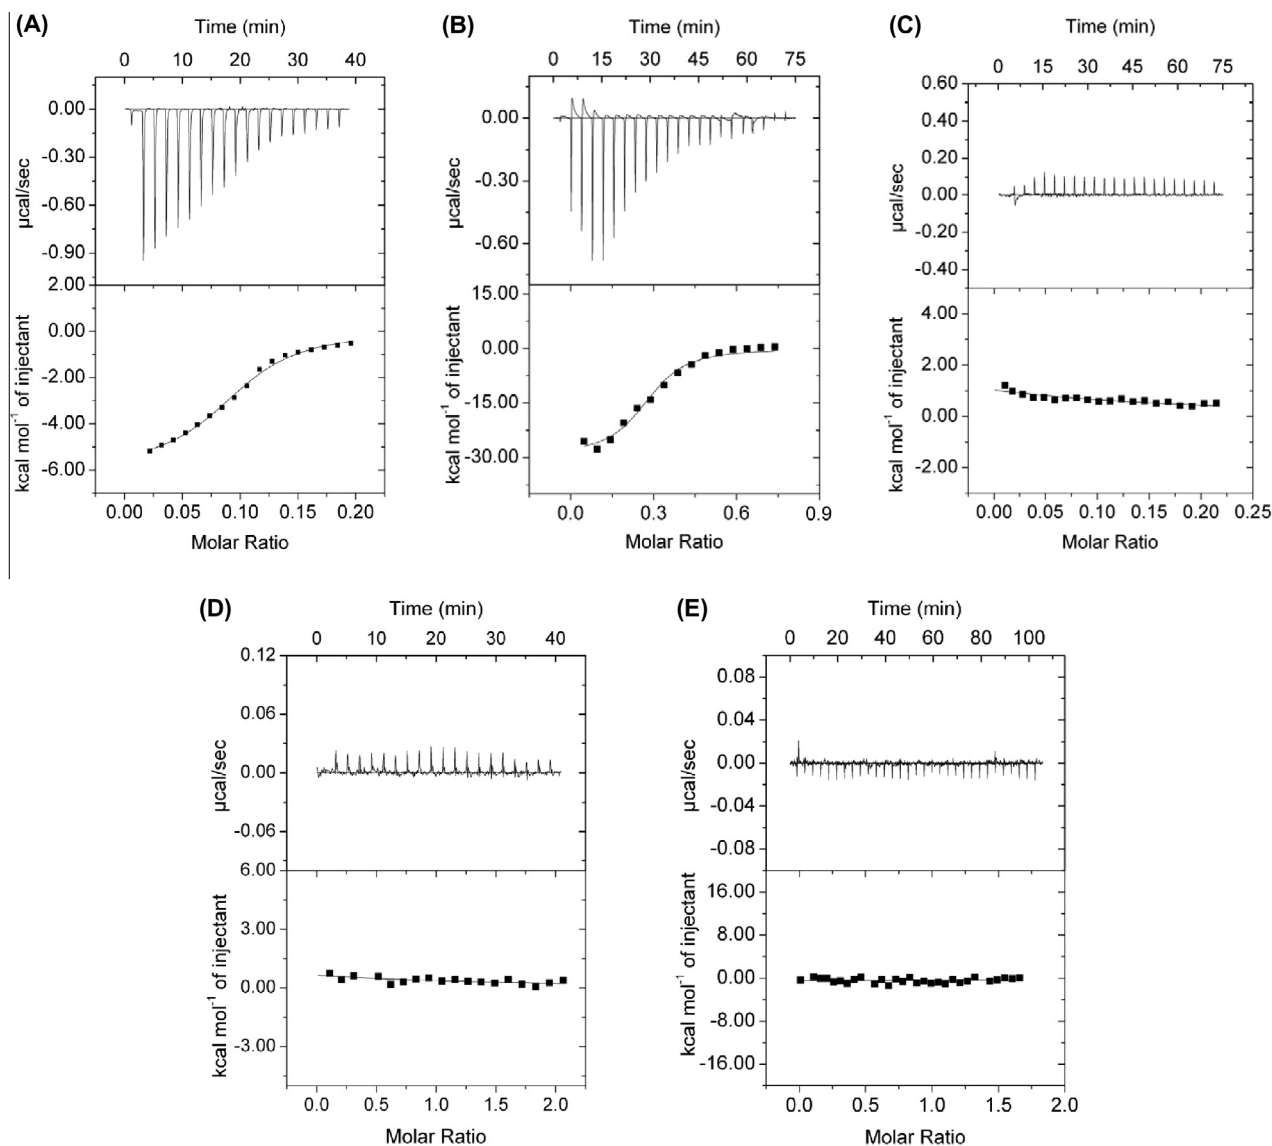 (A)
Time (min)
0 10 20 30 40
0.00
-0.30
-0.60
-0.90
µcal/sec
2.00
0.00
-2.00
-4.00
-6.00
kcal mol-1 of injectant
0.00 0.05 0.10 0.15 0.20
Molar Ratio
(B)
Time (min)
0 15 30 45 60 75
0.00
-0.30
-0.60
µcal/sec
15.00
0.00
-15.00
-30.00
kcal mol-1 of injectant
0.0 0.3 0.6 0.9
Molar Ratio
(C)
Time (min)
0 15 30 45 60 75
0.60
0.40
0.20
0.00
-0.20
-0.40
µcal/sec
4.00
2.00
0.00
-2.00
kcal mol-1 of injectant
0.00 0.05 0.10 0.15 0.20 0.25
Molar Ratio
(D)
Time (min)
0 10 20 30 40
0.12
0.06
0.00
-0.06
µcal/sec
6.00
3.00
0.00
-3.00
kcal mol-1 of injectant
0.0 0.5 1.0 1.5 2.0
Molar Ratio
(E)
Time (min)
0 20 40 60 80 100
0.08
0.04
0.00
-0.04
-0.08
µcal/sec
16.00
8.00
0.00
-8.00
-16.00
kcal mol-1 of injectant
0.0 0.5 1.0 1.5 2.0
Molar Ratio